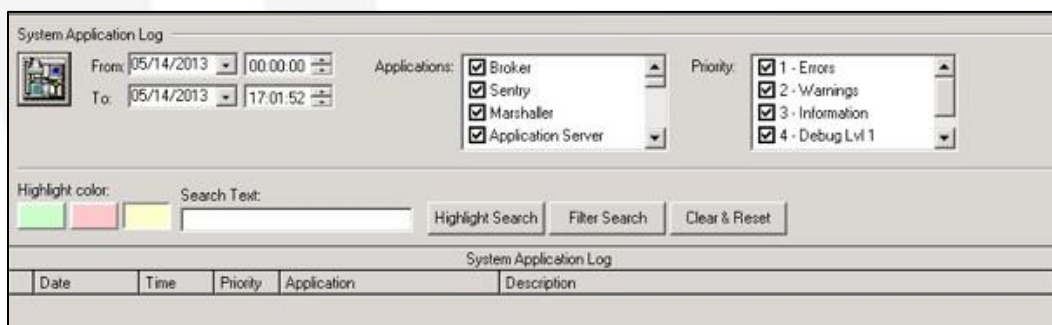 System Application Log
From: 05/14/2013 00:00:00
To: 05/14/2013 17:01:52
Applications:
Broker
Sentry
Marshaller
Application Server
Priority:
1 - Errors
2 - Warnings
3 - Information
4 - Debug Lvl 1
Highlight color:
Search Text:
Highlight Search Filter Search Clear & Reset
System Application Log
Date Time Priority Application Description